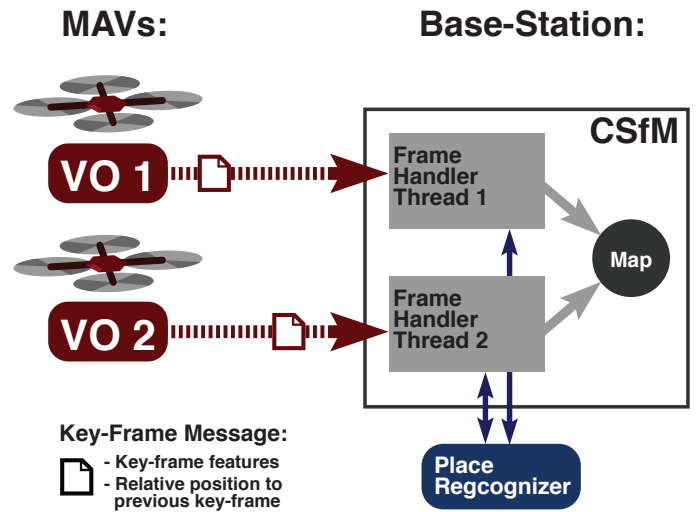 MAVs:
Base-Station:
CSfM
VO 1
Frame
Handler
Thread 1
Map
VO 2
Frame
Handler
Thread 2
Key-Frame Message:
- Key-frame features
- Relative position to
previous key-frame
Place
Regcognizer